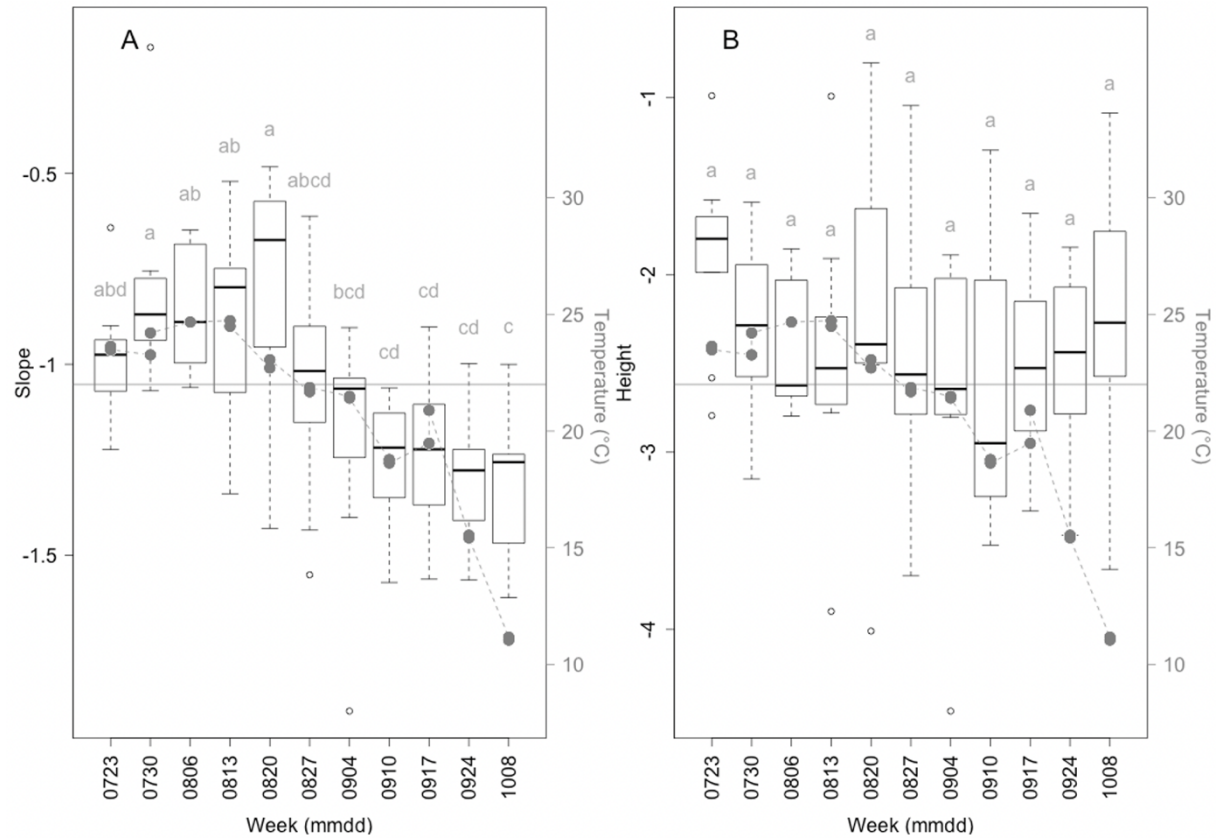 A
B
-0.5
-1
-1.5
Slope
abd
a
ab
ab
a
abcd
bcd
cd
cd
cd
c
30
25
20
15
10
Temperature (°C)
0723
0730
0806
0813
0820
0827
0904
0910
0917
0924
1008
Week (mmdd)
-1
-2
-3
-4
Height
a
a
a
a
a
a
a
a
a
a
a
30
25
20
15
10
Temperature (°C)
0723
0730
0806
0813
0820
0827
0904
0910
0917
0924
1008
Week (mmdd)